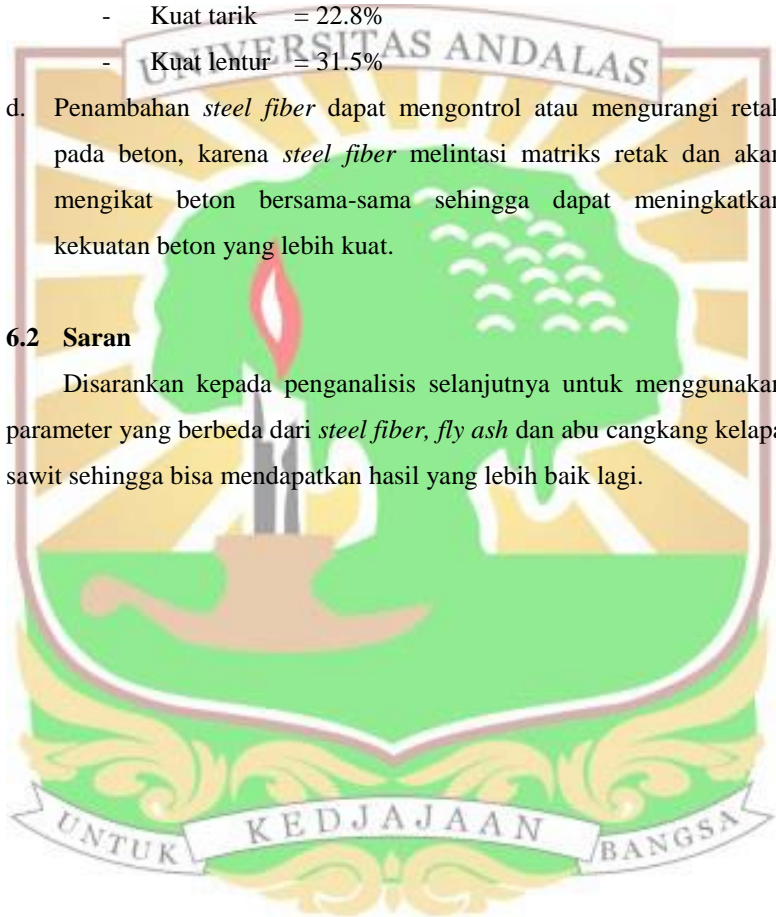 - Kuat tarik = 22.8%
- Kuat lentur = 31.5%
UNIVERSITAS ANDALAS
d. Penambahan steel fiber dapat mengontrol atau mengurangi retak
pada beton, karena steel fiber melintasi matriks retak dan akan
mengikat beton bersama-sama sehingga dapat meningkatkan
kekuatan beton yang lebih kuat.
6.2 Saran
Disarankan kepada penganalisis selanjutnya untuk menggunakan
parameter yang berbeda dari steel fiber, fly ash dan abu cangkang kelapa
sawit sehingga bisa mendapatkan hasil yang lebih baik lagi.
UNTUK KEDJAJAAN BANGSA